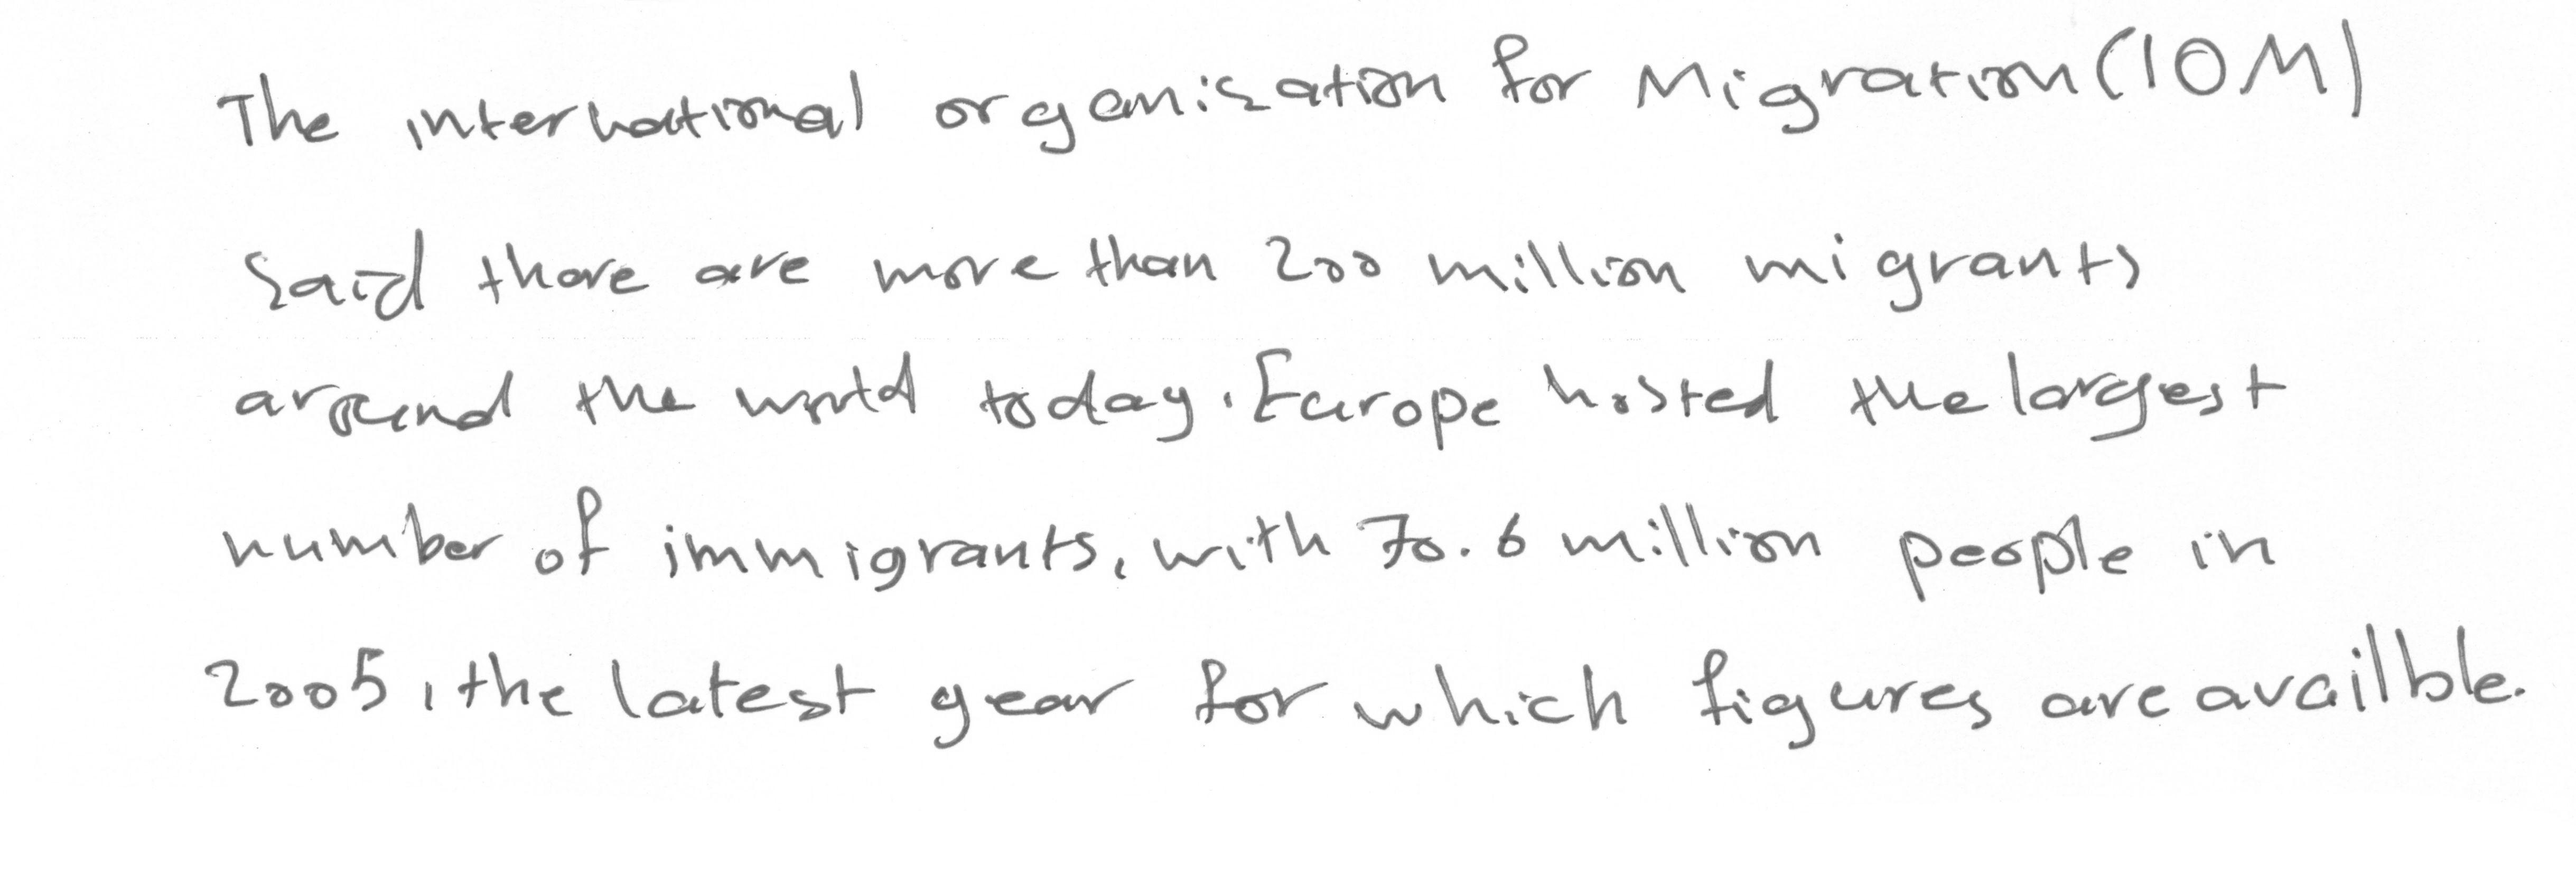 The international organisation for Migration (IOM)
said there are more than 200 million migrants
around the world today. Europe hosted the largest
number of immigrants, with 70.6 million people in
2005, the latest year for which figures are availble.